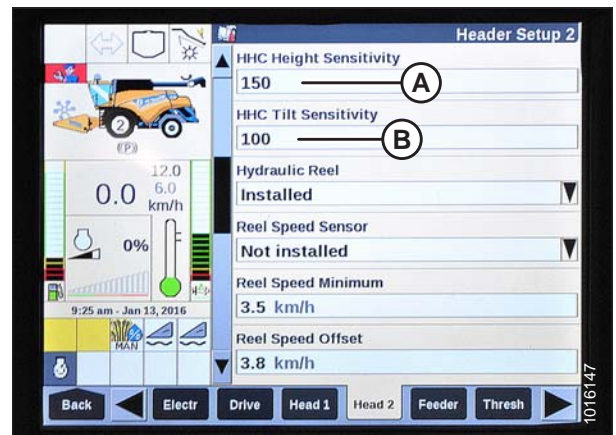 Header Setup 2
HHC Height Sensitivity
150
A
HHC Tilt Sensitivity
100
B
Hydraulic Reel
Installed
Reel Speed Sensor
Not installed
Reel Speed Minimum
3.5 km/h
Reel Speed Offset
3.8 km/h
2
(P)
12.0
0.0 6.0
km/h
0%
9:25 am - Jan 13, 2016
MAN
Back Electr Drive Head 1 Head 2 Feeder Thresh
1016147